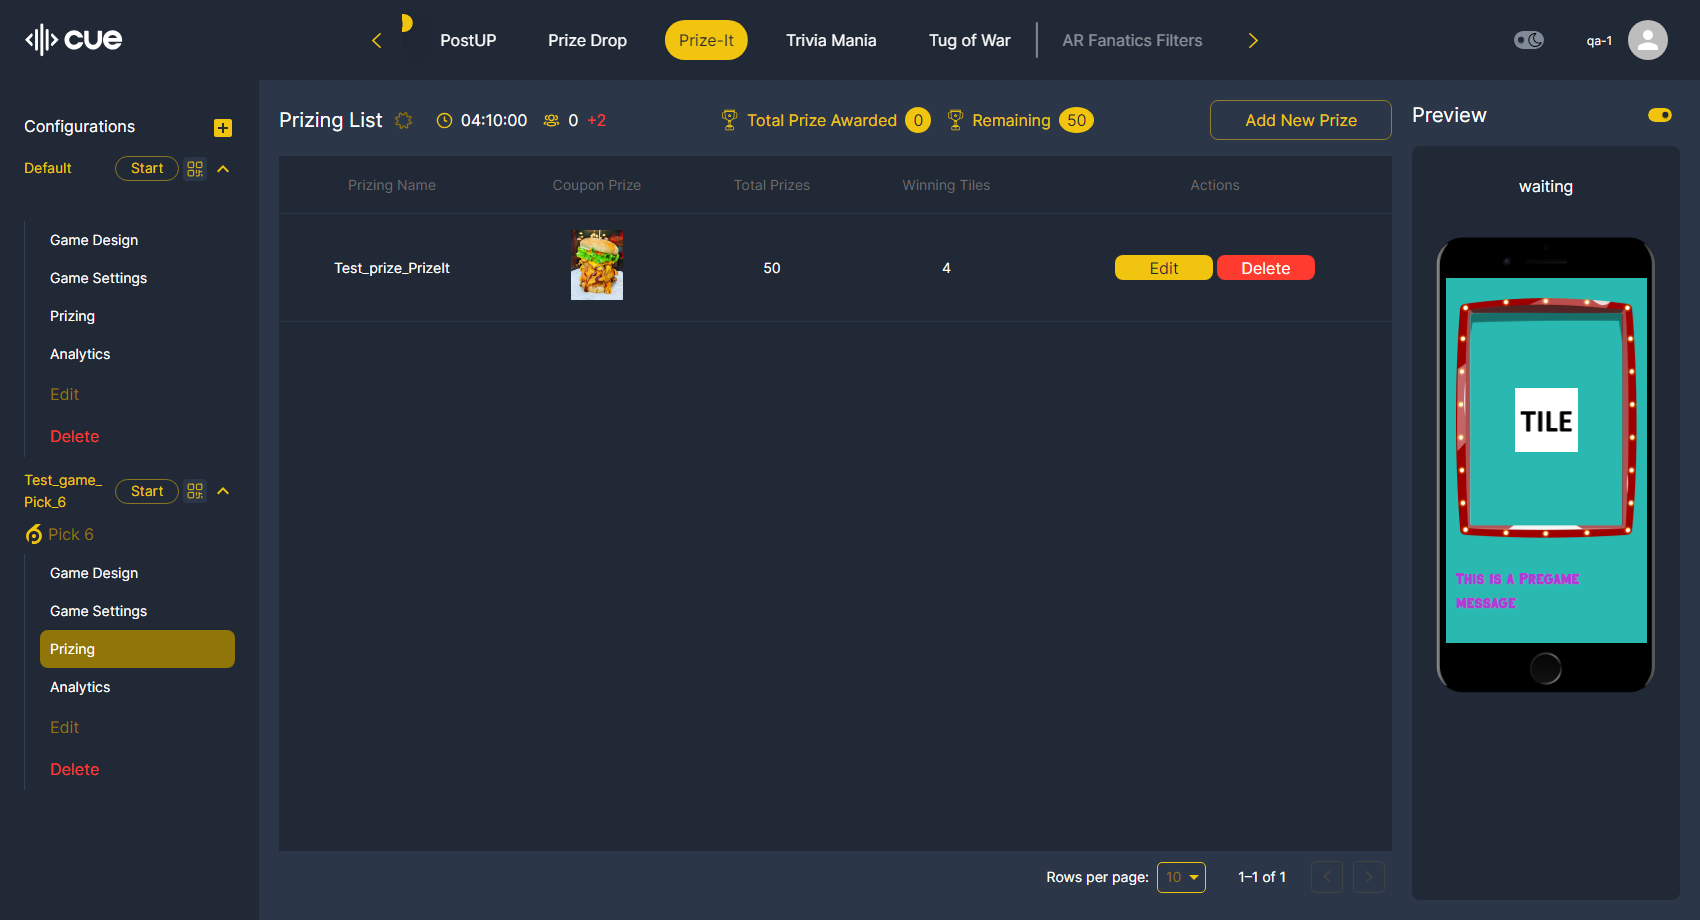 cue
PostUP
Prize Drop
Prize-It
Trivia Mania
Tug of War
AR Fanatics Filters
qa-1
Configurations
Default
Start
Game Design
Game Settings
Prizing
Analytics
Edit
Delete
Test_game_
Pick_6
Start
Pick 6
Game Design
Game Settings
Prizing
Analytics
Edit
Delete
Prizing List
04:10:00
0 +2
Total Prize Awarded 0
Remaining 50
Add New Prize
Prizing Name
Coupon Prize
Total Prizes
Winning Tiles
Actions
Test_prize_PrizeIt
50
4
Edit
Delete
Rows per page: 10
1–1 of 1
Preview
waiting
TILE
This is a Pregame
message